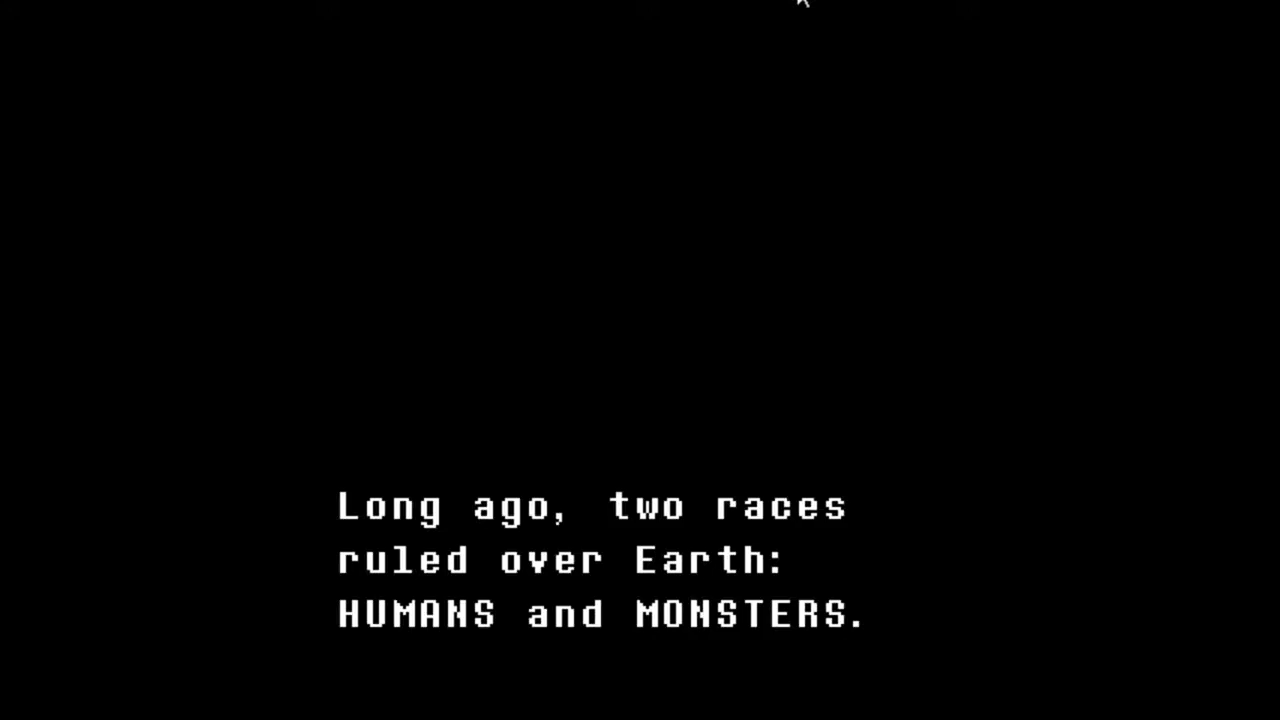 Long ago, two races
ruled over Earth:
HUMANS and MONSTERS.